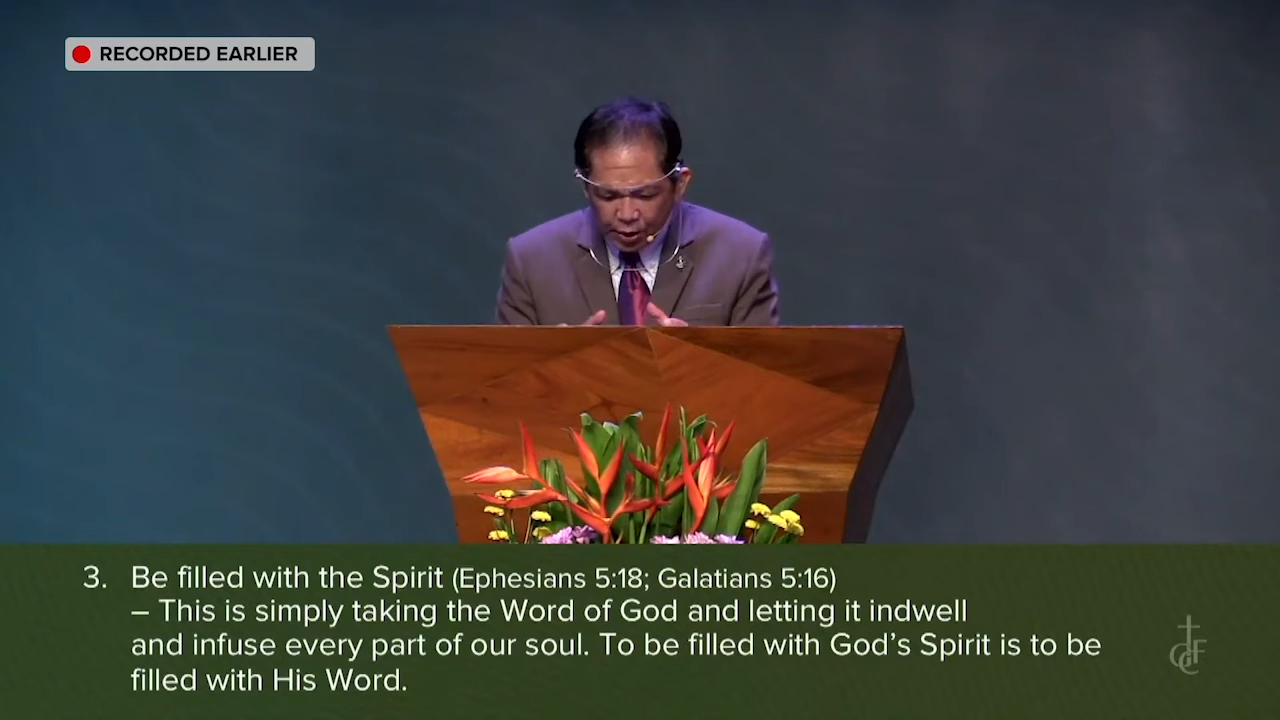 RECORDED EARLIER
3. Be filled with the Spirit (Ephesians 5:18; Galatians 5:16)
– This is simply taking the Word of God and letting it indwell
and infuse every part of our soul. To be filled with God’s Spirit is to be
filled with His Word.
GCF